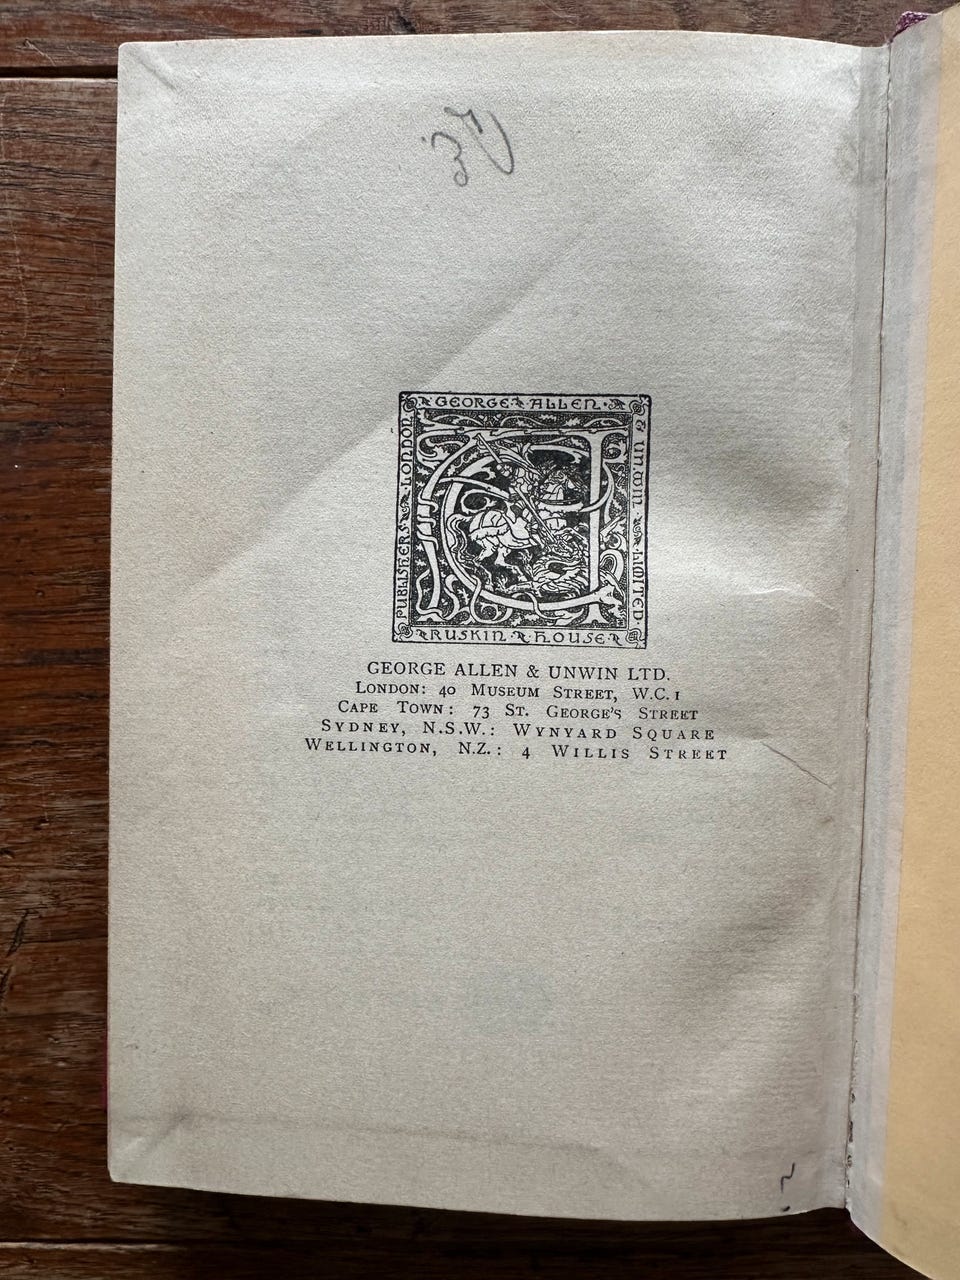 GEORGE ALLEN
& UNWIN LIMITED
PUBLISHERS LONDON
RUSKIN HOUSE
GEORGE ALLEN & UNWIN LTD.
LONDON: 40 MUSEUM STREET, W.C.1
CAPE TOWN: 73 ST. GEORGE'S STREET
SYDNEY, N.S.W.: WYNYARD SQUARE
WELLINGTON, N.Z.: 4 WILLIS STREET